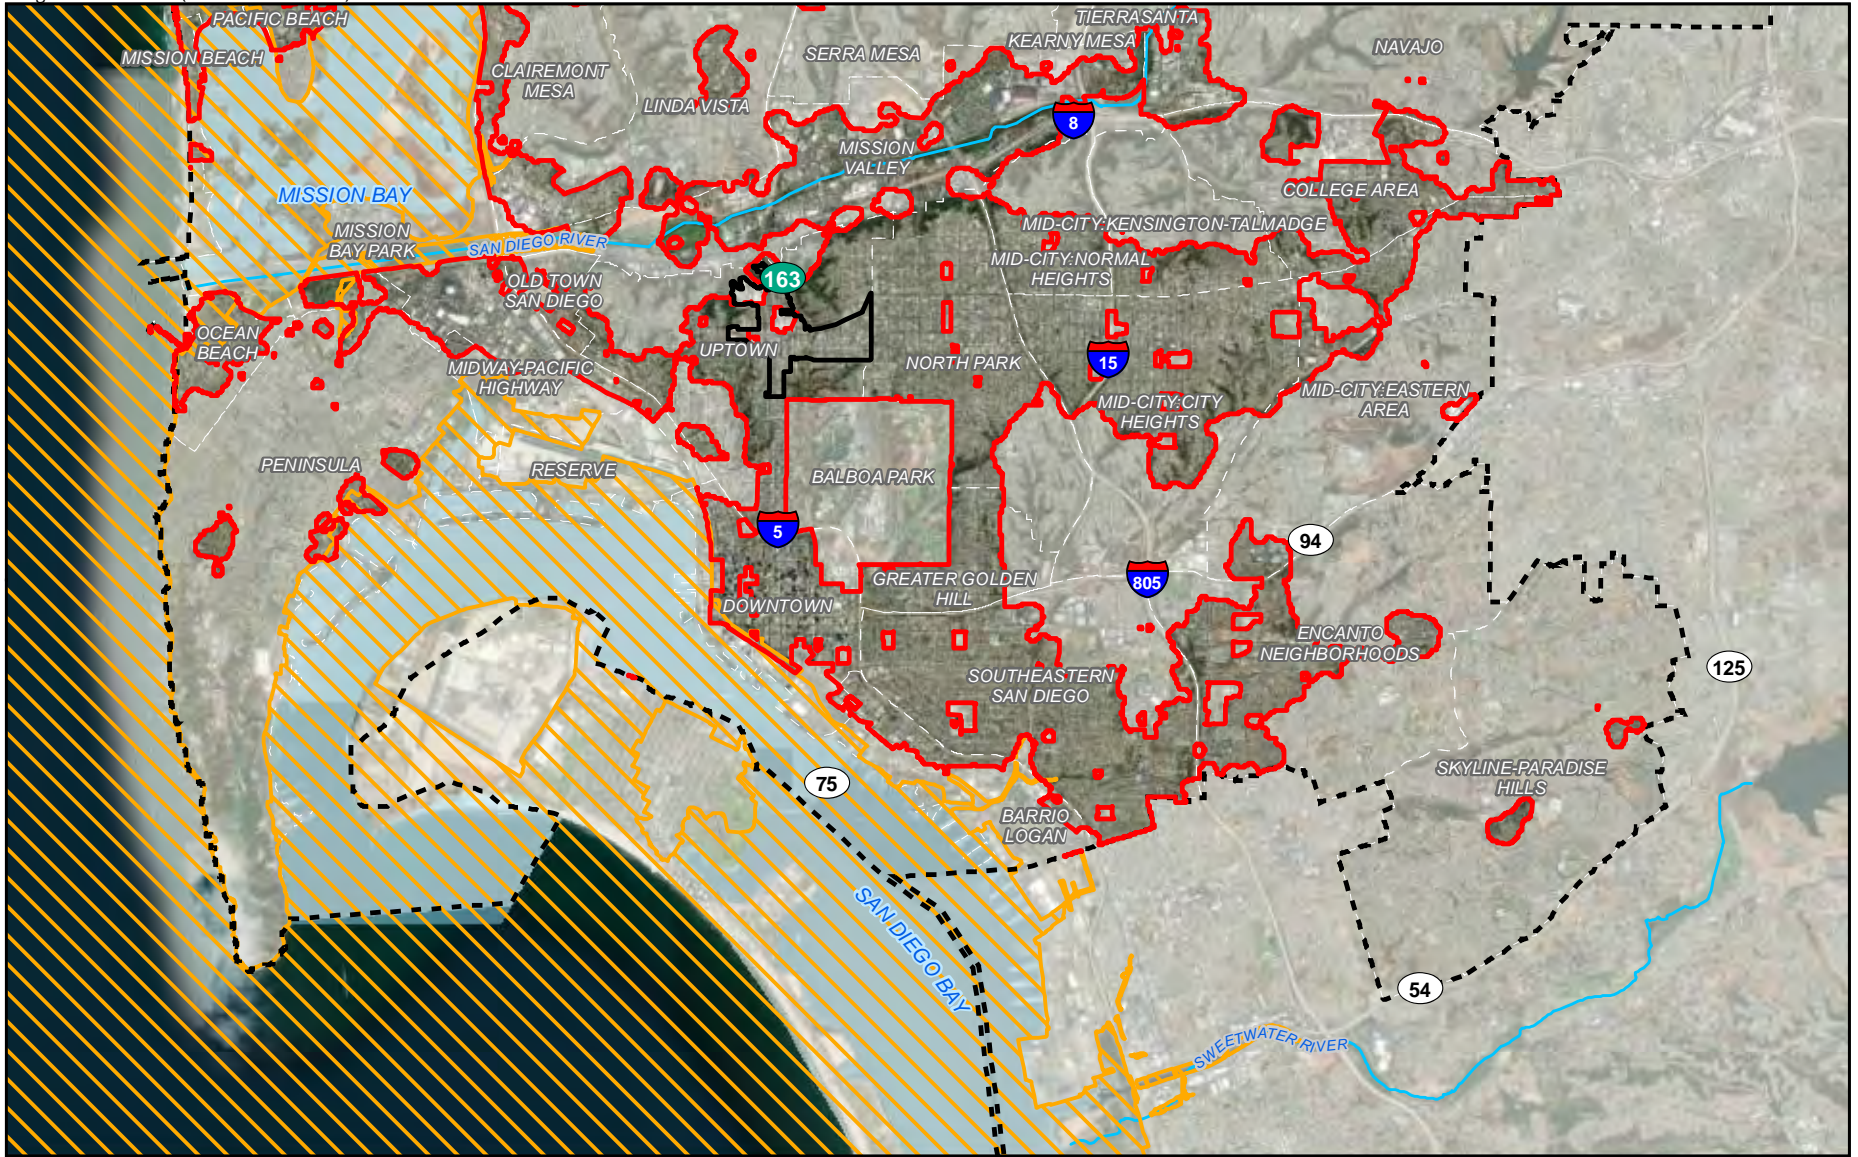 PACIFIC BEACH
MISSION BEACH
CLAIREMONT
MESA
LINDA VISTA
SERRA MESA
TIERRASANTA
KEARNY MESA
NAVAJO
8
MISSION
VALLEY
MISSION BAY
MISSION
BAY PARK
SAN DIEGO RIVER
COLLEGE AREA
MID-CITY:KENSINGTON-TALMADGE
MID-CITY:NORMAL
HEIGHTS
OLD TOWN
SAN DIEGO
163
OCEAN
BEACH
UPTOWN
MIDWAY-PACIFIC
HIGHWAY
NORTH PARK
15
MID-CITY:CITY
HEIGHTS
MID-CITY:EASTERN
AREA
PENINSULA
RESERVE
BALBOA PARK
5
94
805
GREATER GOLDEN
HILL
DOWNTOWN
ENCANTO
NEIGHBORHOODS
SOUTHEASTERN
SAN DIEGO
125
75
SKYLINE-PARADISE
HILLS
BARRIO
LOGAN
SAN DIEGO BAY
54
SWEETWATER RIVER